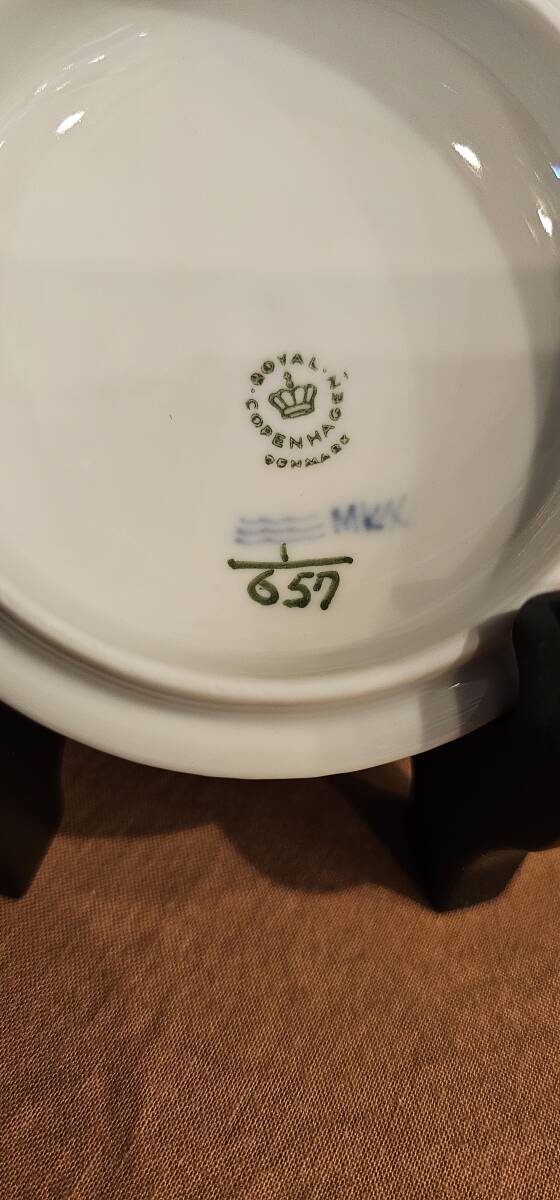 ROYAL
COPENHAGEN
DENMARK
1
657